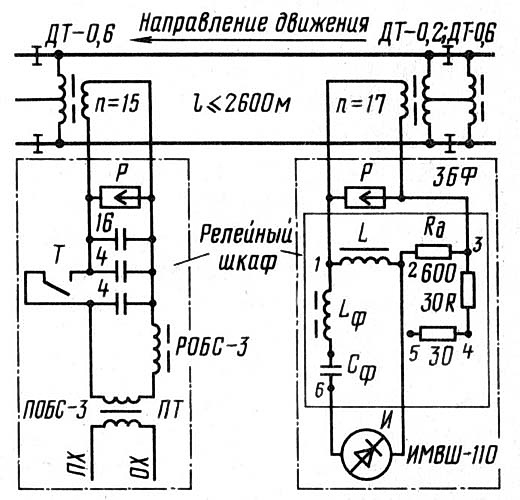 Направление движения
ДТ-0,6
ДТ-0,2;ДТ-0,6
n=15
l⩽2600м
n=17
P
P
ЗБФ
16
4
4
T
Релейный
шкаф
L
Rд
1
2
3
600
30R
Lф
Cф
5
30
4
6
РОБС-3
ПОБС-3
ПТ
И
ИМВШ-110
ПХ
ОХ